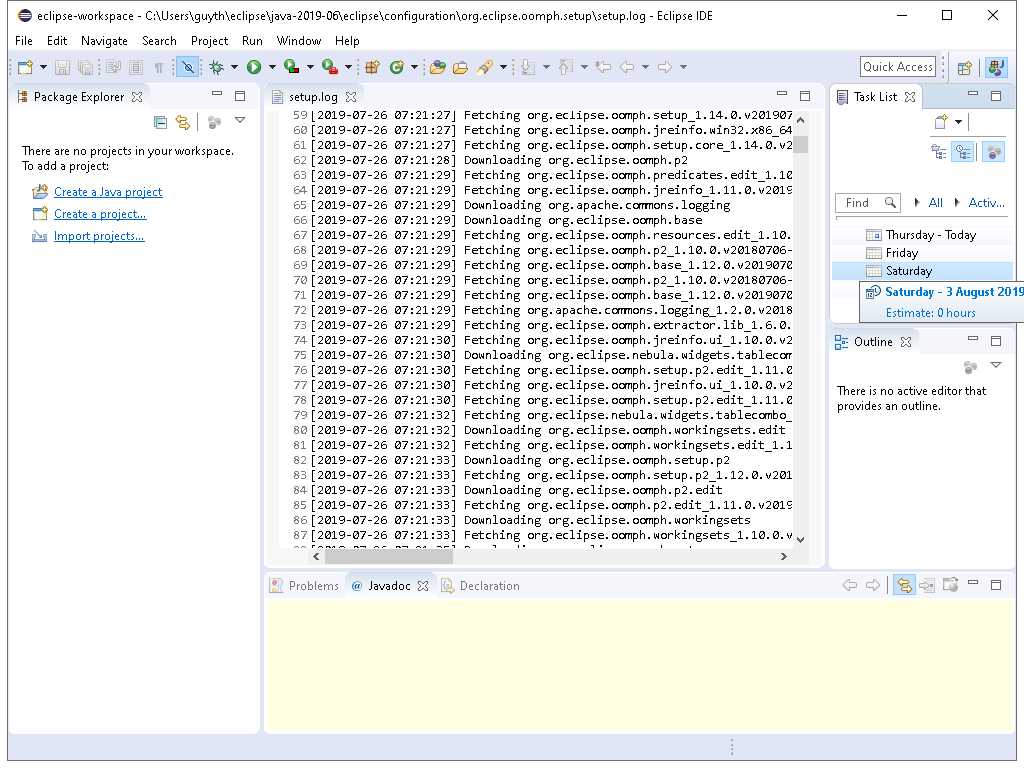 eclipse-workspace - C:\Users\guyth\eclipse\java-2019-06\eclipse\configuration\org.eclipse.oomph.setup\setup.log - Eclipse IDE
File Edit Navigate Search Project Run Window Help
Quick Access
Package Explorer
There are no projects in your workspace.
To add a project:
Create a Java project
Create a project...
Import projects...
setup.log
59 [2019-07-26 07:21:27] Fetching org.eclipse.oomph.setup_1.14.0.v201907
60 [2019-07-26 07:21:27] Fetching org.eclipse.oomph.jreinfo.win32.x86_64
61 [2019-07-26 07:21:27] Fetching org.eclipse.oomph.setup.core_1.14.0.v2
62 [2019-07-26 07:21:28] Downloading org.eclipse.oomph.p2
63 [2019-07-26 07:21:29] Fetching org.eclipse.oomph.predicates.edit_1.10
64 [2019-07-26 07:21:29] Fetching org.eclipse.oomph.jreinfo_1.11.0.v2019
65 [2019-07-26 07:21:29] Downloading org.apache.commons.logging
66 [2019-07-26 07:21:29] Downloading org.eclipse.oomph.base
67 [2019-07-26 07:21:29] Fetching org.eclipse.oomph.resources.edit_1.10.
68 [2019-07-26 07:21:29] Fetching org.eclipse.oomph.p2_1.10.0.v20180706-
69 [2019-07-26 07:21:29] Fetching org.eclipse.oomph.base_1.12.0.v2019070
70 [2019-07-26 07:21:29] Fetching org.eclipse.oomph.p2_1.10.0.v20180706-
71 [2019-07-26 07:21:29] Fetching org.eclipse.oomph.base_1.12.0.v2019070
72 [2019-07-26 07:21:29] Fetching org.apache.commons.logging_1.2.0.v2018
73 [2019-07-26 07:21:29] Fetching org.eclipse.oomph.extractor.lib_1.6.0.
74 [2019-07-26 07:21:30] Fetching org.eclipse.oomph.jreinfo.ui_1.10.0.v2
75 [2019-07-26 07:21:30] Downloading org.eclipse.nebula.widgets.tablecom
76 [2019-07-26 07:21:30] Fetching org.eclipse.oomph.setup.p2.edit_1.11.0
77 [2019-07-26 07:21:30] Fetching org.eclipse.oomph.jreinfo.ui_1.10.0.v2
78 [2019-07-26 07:21:30] Fetching org.eclipse.oomph.setup.p2.edit_1.11.0
79 [2019-07-26 07:21:32] Fetching org.eclipse.nebula.widgets.tablecombo_
80 [2019-07-26 07:21:32] Downloading org.eclipse.oomph.workingsets.edit
81 [2019-07-26 07:21:32] Fetching org.eclipse.oomph.workingsets.edit_1.1
82 [2019-07-26 07:21:33] Downloading org.eclipse.oomph.setup.p2
83 [2019-07-26 07:21:33] Fetching org.eclipse.oomph.setup.p2_1.12.0.v201
84 [2019-07-26 07:21:33] Downloading org.eclipse.oomph.p2.edit
85 [2019-07-26 07:21:33] Fetching org.eclipse.oomph.p2.edit_1.11.0.v2019
86 [2019-07-26 07:21:33] Downloading org.eclipse.oomph.workingsets
87 [2019-07-26 07:21:33] Fetching org.eclipse.oomph.workingsets_1.10.0.v
Task List
Find All Activ...
Thursday - Today
Friday
Saturday
Saturday - 3 August 2019
Estimate: 0 hours
Outline
There is no active editor that
provides an outline.
Problems @ Javadoc Declaration